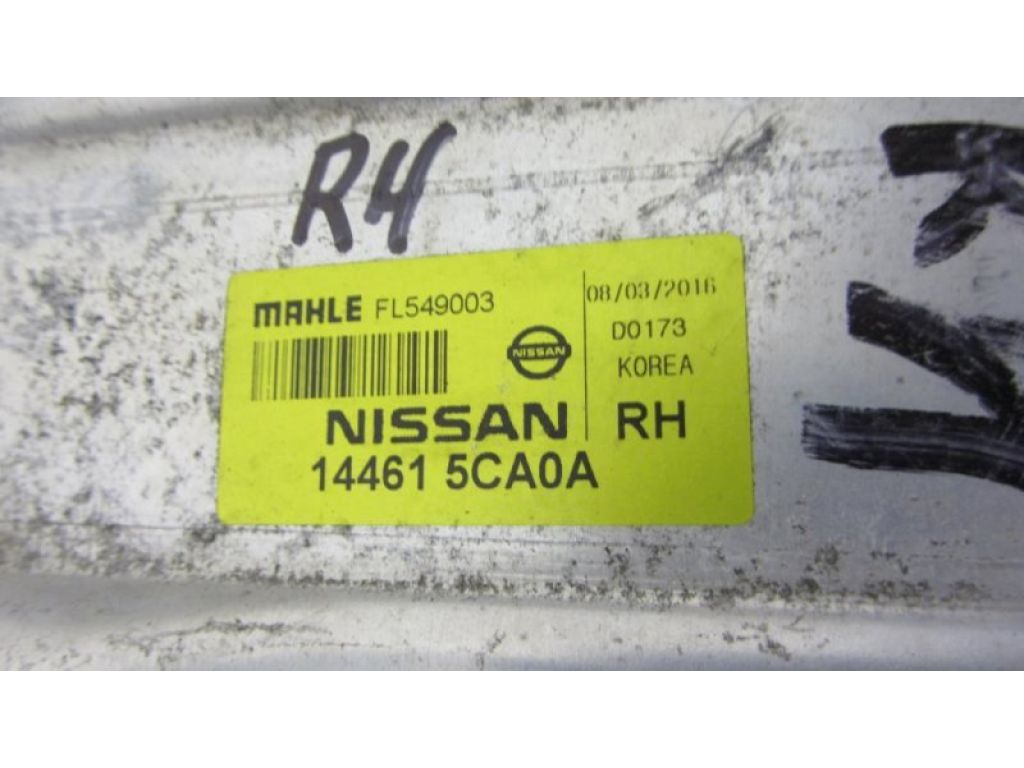 R4
MAHLE FL549003
08/03/2016
NISSAN
D0173
KOREA
NISSAN RH
14461 5CA0A